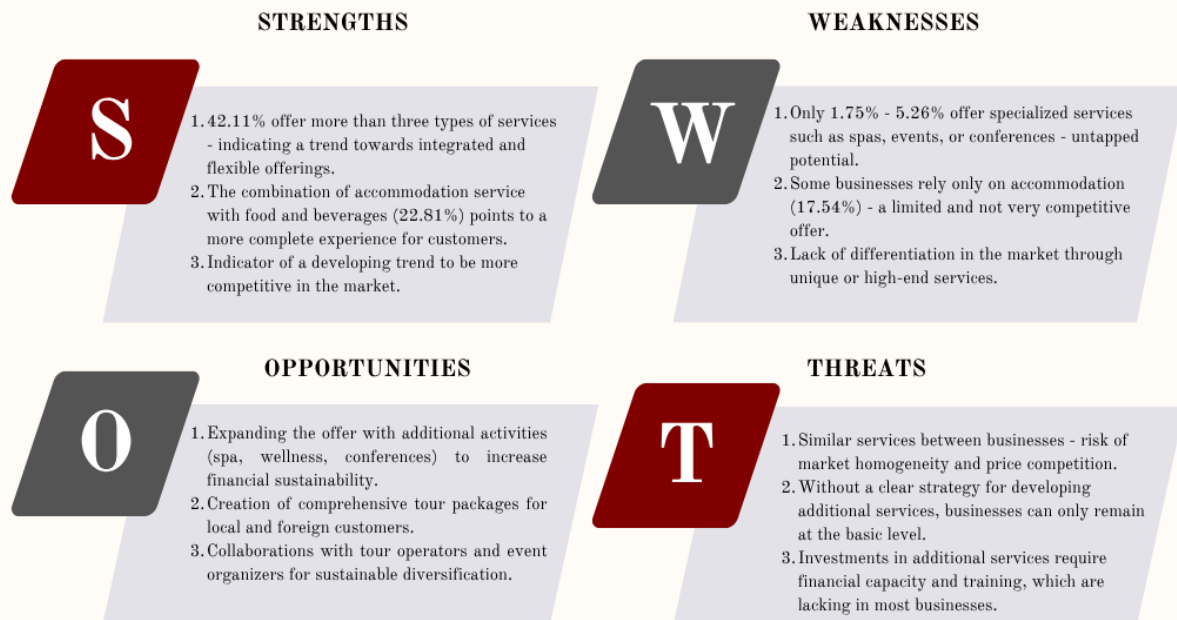 STRENGTHS
S
1. 42.11% offer more than three types of services
- indicating a trend towards integrated and
flexible offerings.
2. The combination of accommodation service
with food and beverages (22.81%) points to a
more complete experience for customers.
3. Indicator of a developing trend to be more
competitive in the market.
WEAKNESSES
W
1. Only 1.75% - 5.26% offer specialized services
such as spas, events, or conferences - untapped
potential.
2. Some businesses rely only on accommodation
(17.54%) - a limited and not very competitive
offer.
3. Lack of differentiation in the market through
unique or high-end services.
OPPORTUNITIES
O
1. Expanding the offer with additional activities
(spa, wellness, conferences) to increase
financial sustainability.
2. Creation of comprehensive tour packages for
local and foreign customers.
3. Collaborations with tour operators and event
organizers for sustainable diversification.
THREATS
T
1. Similar services between businesses - risk of
market homogeneity and price competition.
2. Without a clear strategy for developing
additional services, businesses can only remain
at the basic level.
3. Investments in additional services require
financial capacity and training, which are
lacking in most businesses.